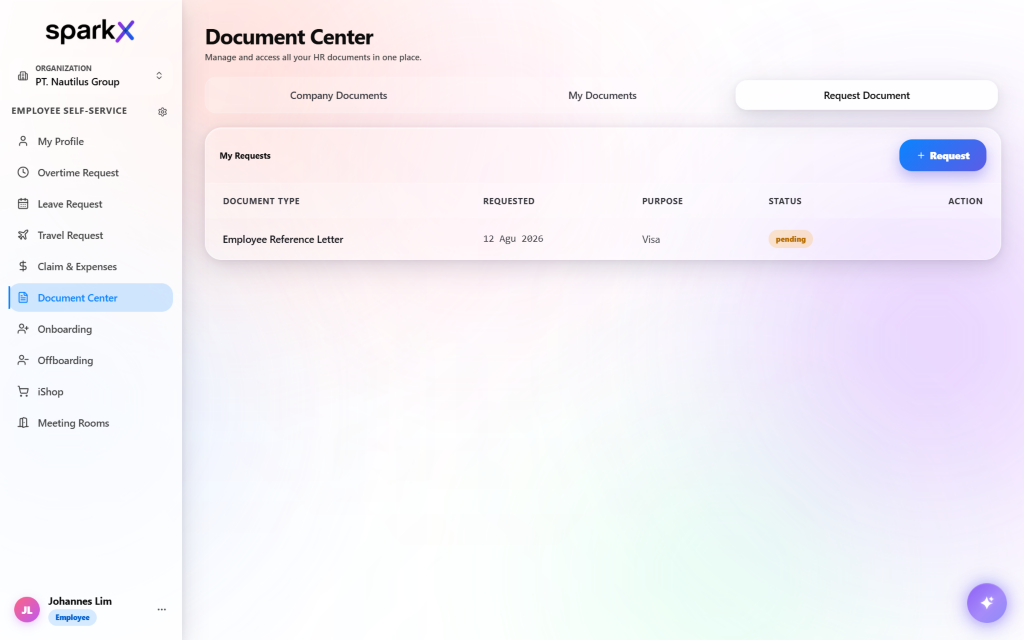 sparkX
ORGANIZATION
PT. Nautilus Group
EMPLOYEE SELF-SERVICE
My Profile
Overtime Request
Leave Request
Travel Request
Claim & Expenses
Document Center
Onboarding
Offboarding
iShop
Meeting Rooms
JL
Johannes Lim
Employee
Document Center
Manage and access all your HR documents in one place.
Company Documents My Documents Request Document
My Requests + Request
DOCUMENT TYPE REQUESTED PURPOSE STATUS ACTION
Employee Reference Letter 12 Agu 2026 Visa pending